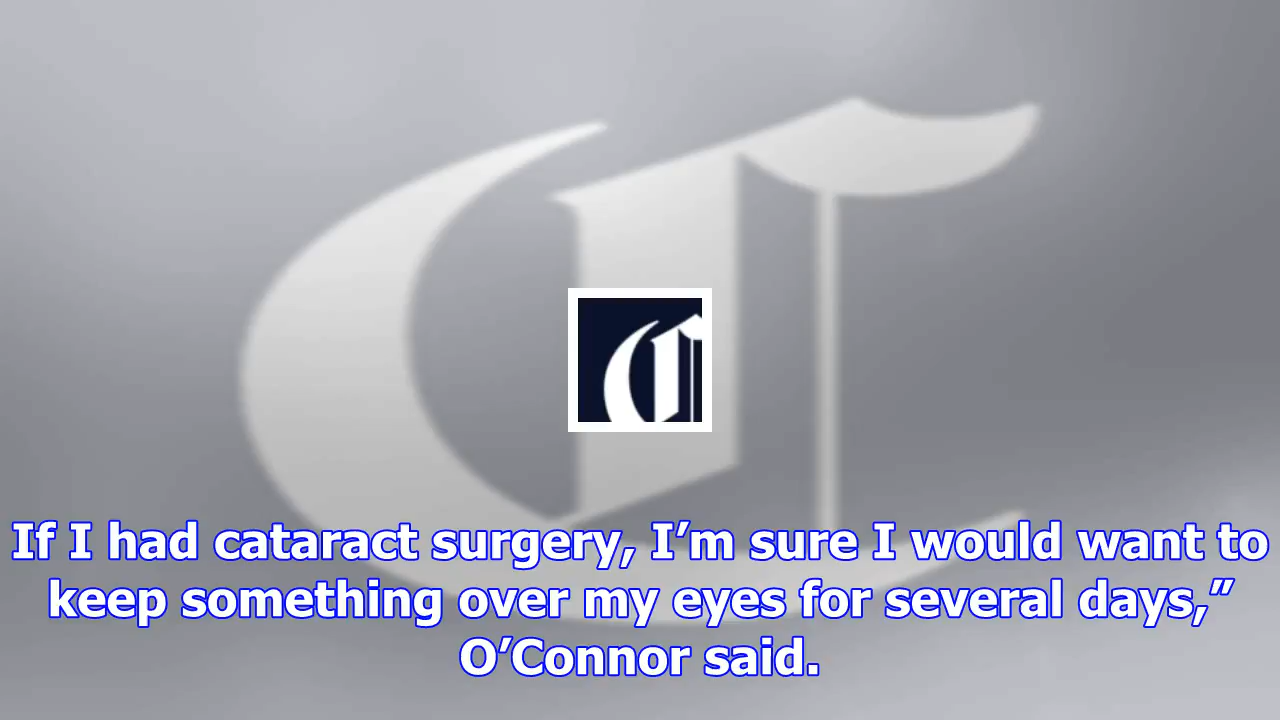 If I had cataract surgery, I’m sure I would want to
keep something over my eyes for several days,”
O’Connor said.